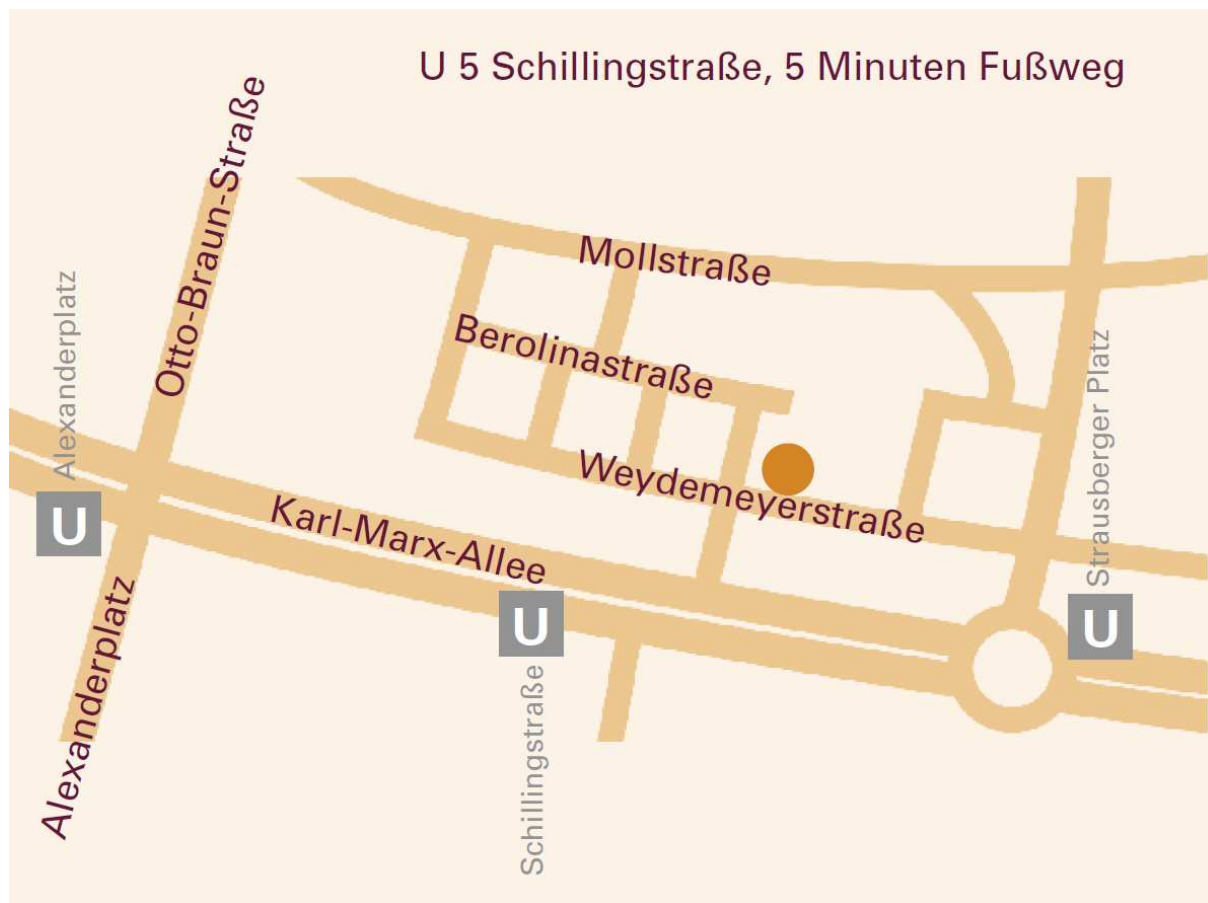 U 5 Schillingstraße, 5 Minuten Fußweg
Otto-Braun-Straße
Mollstraße
Alexanderplatz
Berolinastraße
Strausberger Platz
Weydemeyerstraße
Karl-Marx-Allee
U
U
U
Alexanderplatz
Schillingstraße